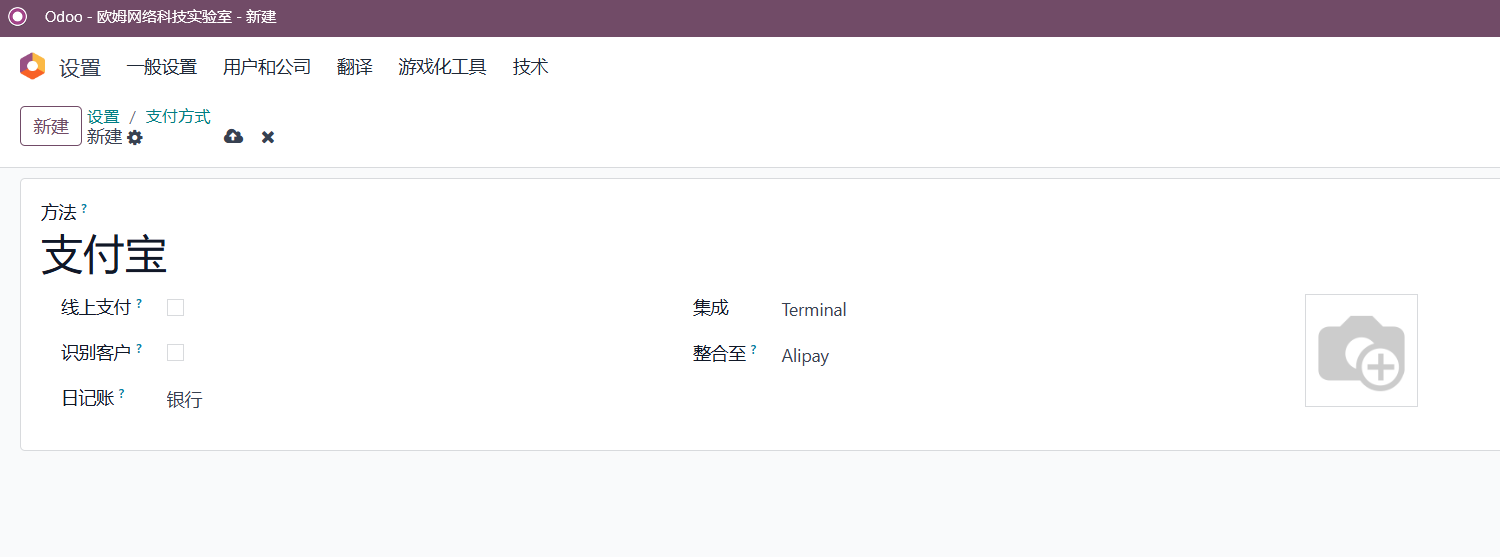 Odoo - 欧姆网络科技实验室 - 新建
设置 一般设置 用户和公司 翻译 游戏化工具 技术
新建 设置 / 支付方式
新建
方法 ?
支付宝
线上支付 ? 集成 Terminal
识别客户 ? 整合至 ? Alipay
日记账 ? 银行